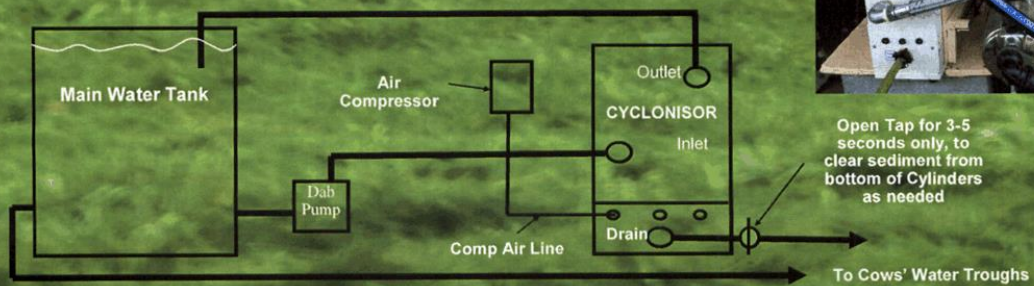 Main Water Tank
Air
Compressor
Outlet
CYCLONISOR
Inlet
Dab
Pump
Comp Air Line
Drain
Open Tap for 3-5
seconds only, to
clear sediment from
bottom of Cylinders
as needed
To Cows' Water Troughs